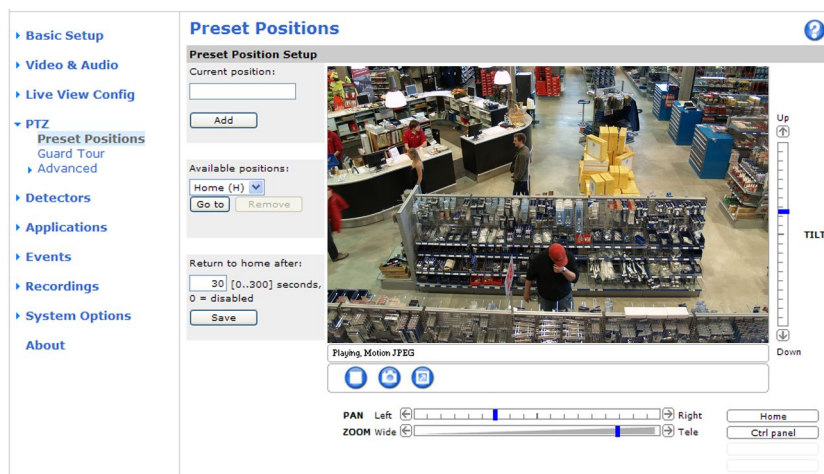 Basic Setup
Video & Audio
Live View Config
PTZ
Preset Positions
Guard Tour
Advanced
Detectors
Applications
Events
Recordings
System Options
About
Preset Positions
?
Preset Position Setup
Current position:
Add
Available positions:
Home (H)
Go to Remove
Return to home after:
30 [0..300] seconds,
0 = disabled
Save
Playing, Motion JPEG
Up
TILT
Down
PAN Left Right
ZOOM Wide Tele
Home
Ctrl panel